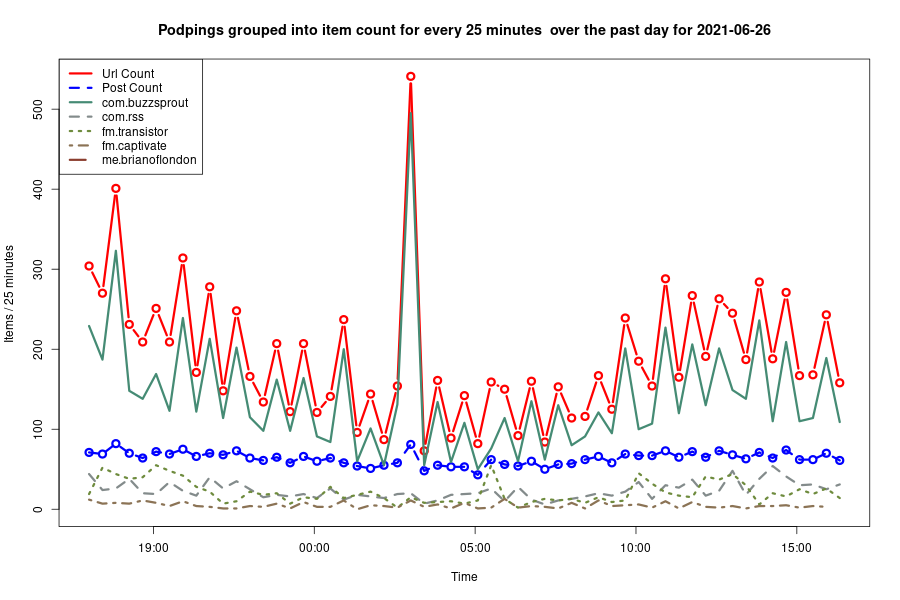 Podpings grouped into item count for every 25 minutes  over the past day for 2021-06-26
Url Count
Post Count
com.buzzsprout
com.rss
fm.transistor
fm.captivate
me.brianoflondon
Items / 25 minutes
500
400
300
200
100
0
19:00
00:00
05:00
10:00
15:00
Time